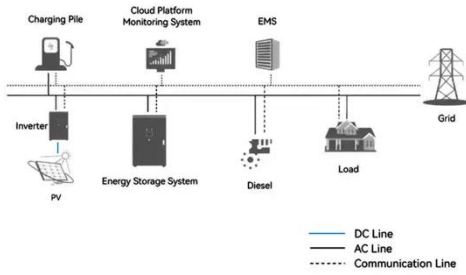 Charging Pile
Cloud Platform
Monitoring System
EMS
Grid
Inverter
PV
Energy Storage System
Diesel
Load
DC Line
AC Line
Communication Line